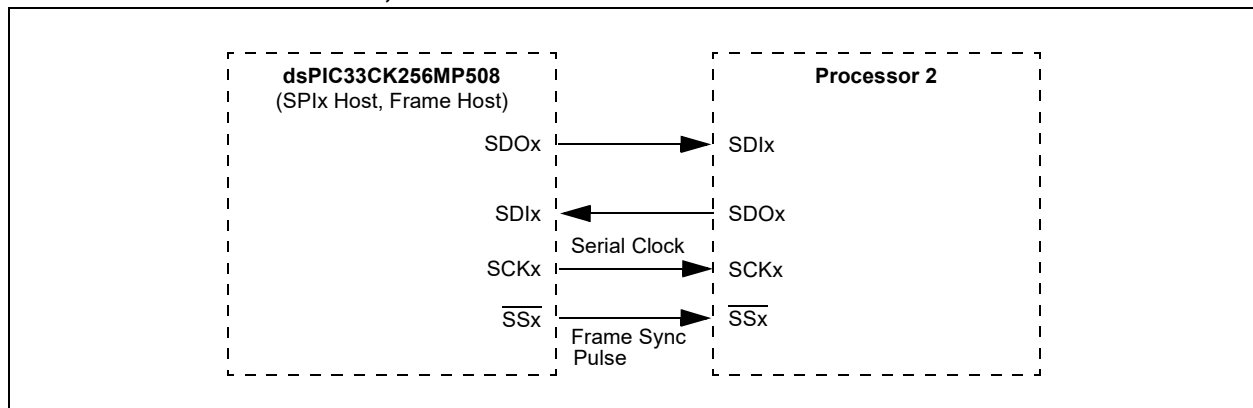 dsPIC33CK256MP508
(SPIx Host, Frame Host)
Processor 2
SDOx
SDIx
SDIx
SDOx
Serial Clock
SCKx
SCKx
SSx
SSx
Frame Sync
Pulse